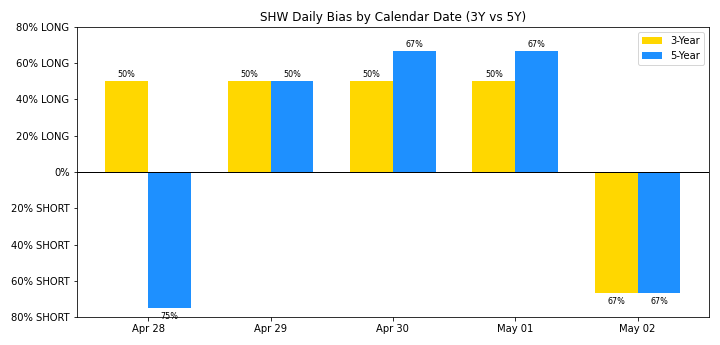 SHW Daily Bias by Calendar Date (3Y vs 5Y)
80% LONG
60% LONG
40% LONG
20% LONG
0%
20% SHORT
40% SHORT
60% SHORT
80% SHORT
3-Year
5-Year
50%
75%
50%
50%
50%
67%
50%
67%
67%
67%
Apr 28
Apr 29
Apr 30
May 01
May 02